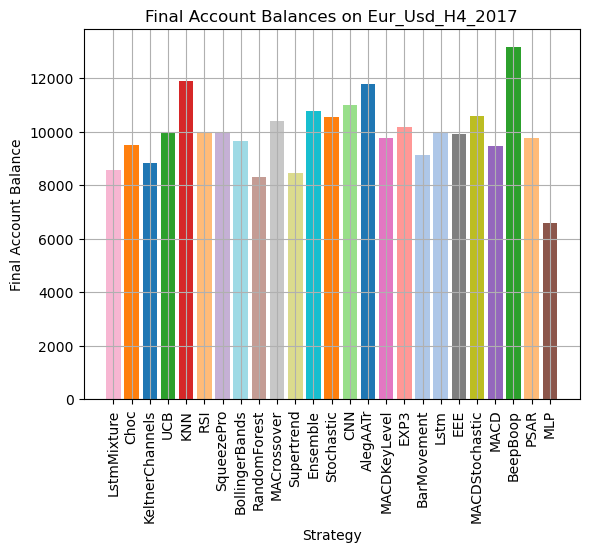 Final Account Balances on Eur_Usd_H4_2017
Final Account Balance
12000
10000
8000
6000
4000
2000
0
LstmMixture
Choc
KeltnerChannels
UCB
KNN
RSI
SqueezePro
BollingerBands
RandomForest
MACrossover
Supertrend
Ensemble
Stochastic
CNN
AlegAATr
MACDKeyLevel
EXP3
BarMovement
Lstm
EEE
MACDStochastic
MACD
BeepBoop
PSAR
MLP
Strategy